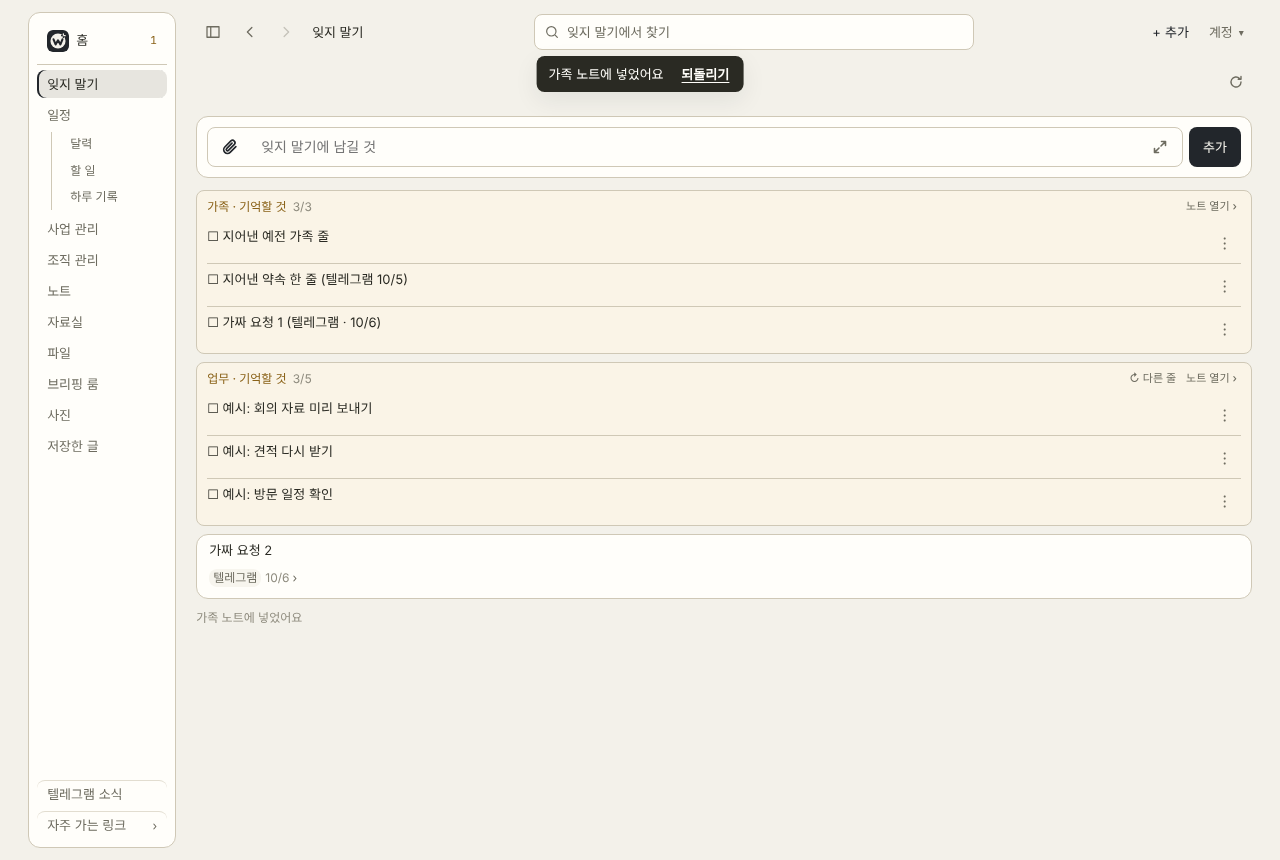 홈 1
잊지 말기
일정
달력
할 일
하루 기록
사업 관리
조직 관리
노트
자료실
파일
브리핑 룸
사진
저장한 글
텔레그램 소식
자주 가는 링크 ›
잊지 말기
잊지 말기에서 찾기
+ 추가 계정 ▾
가족 노트에 넣었어요 되돌리기
잊지 말기에 남길 것
추가
가족 · 기억할 것 3/3 노트 열기 ›
☐ 지어낸 예전 가족 줄
☐ 지어낸 약속 한 줄 (텔레그램 10/5)
☐ 가짜 요청 1 (텔레그램 · 10/6)
업무 · 기억할 것 3/5 다른 줄 노트 열기 ›
☐ 예시: 회의 자료 미리 보내기
☐ 예시: 견적 다시 받기
☐ 예시: 방문 일정 확인
가짜 요청 2
텔레그램 10/6 ›
가족 노트에 넣었어요